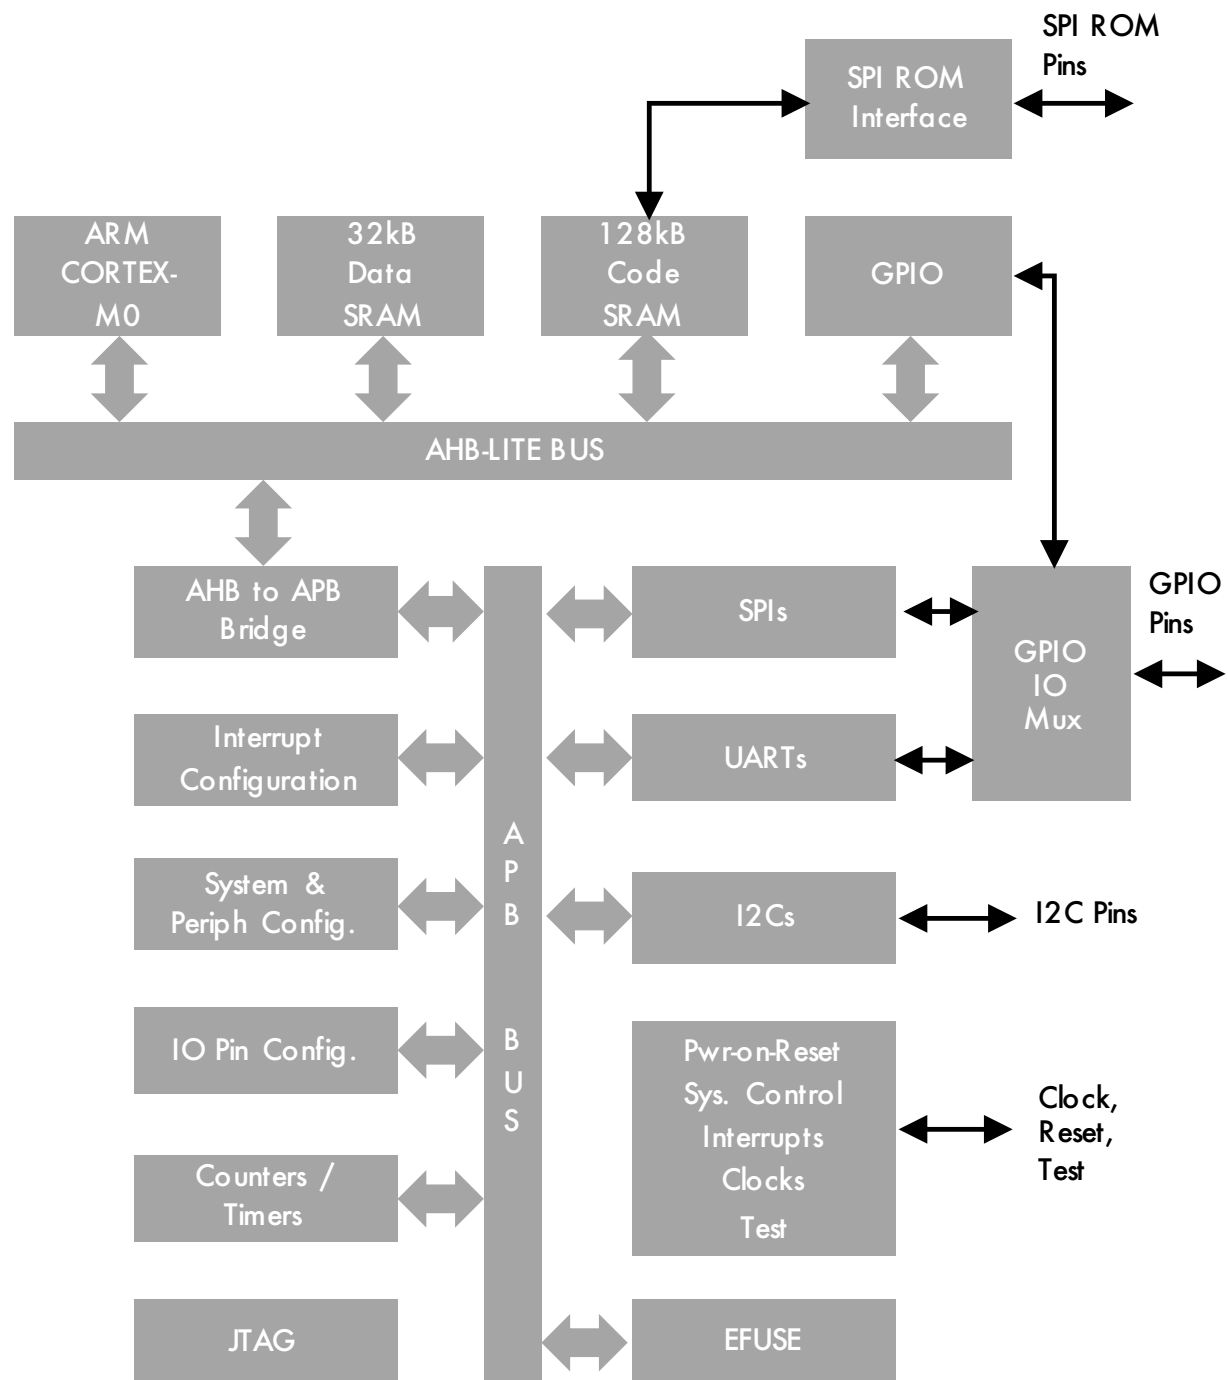 SPI ROM
Pins
SPI ROM
Interface
ARM
CORTEX-
M0
32kB
Data
SRAM
128kB
Code
SRAM
GPIO
AHB-LITE BUS
AHB to APB
Bridge
SPIs
GPIO
IO
Mux
GPIO
Pins
Interrupt
Configuration
UARTs
System &
Periph Config.
I2Cs
I2C Pins
APB BUS
IO Pin Config.
Pwr-on-Reset
Sys. Control
Interrupts
Clocks
Test
Clock,
Reset,
Test
Counters /
Timers
JTAG
EFUSE